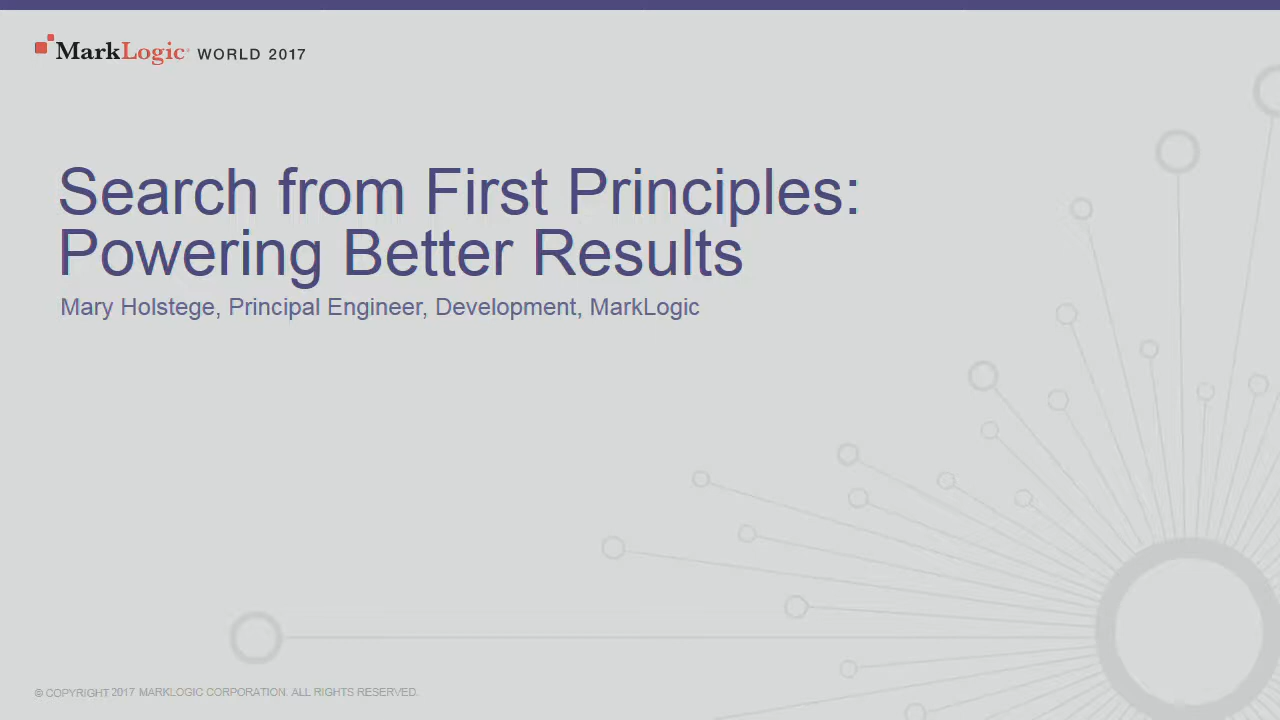 MarkLogic WORLD 2017
Search from First Principles:
Powering Better Results
Mary Holstege, Principal Engineer, Development, MarkLogic
© COPYRIGHT 2017 MARKLOGIC CORPORATION. ALL RIGHTS RESERVED.